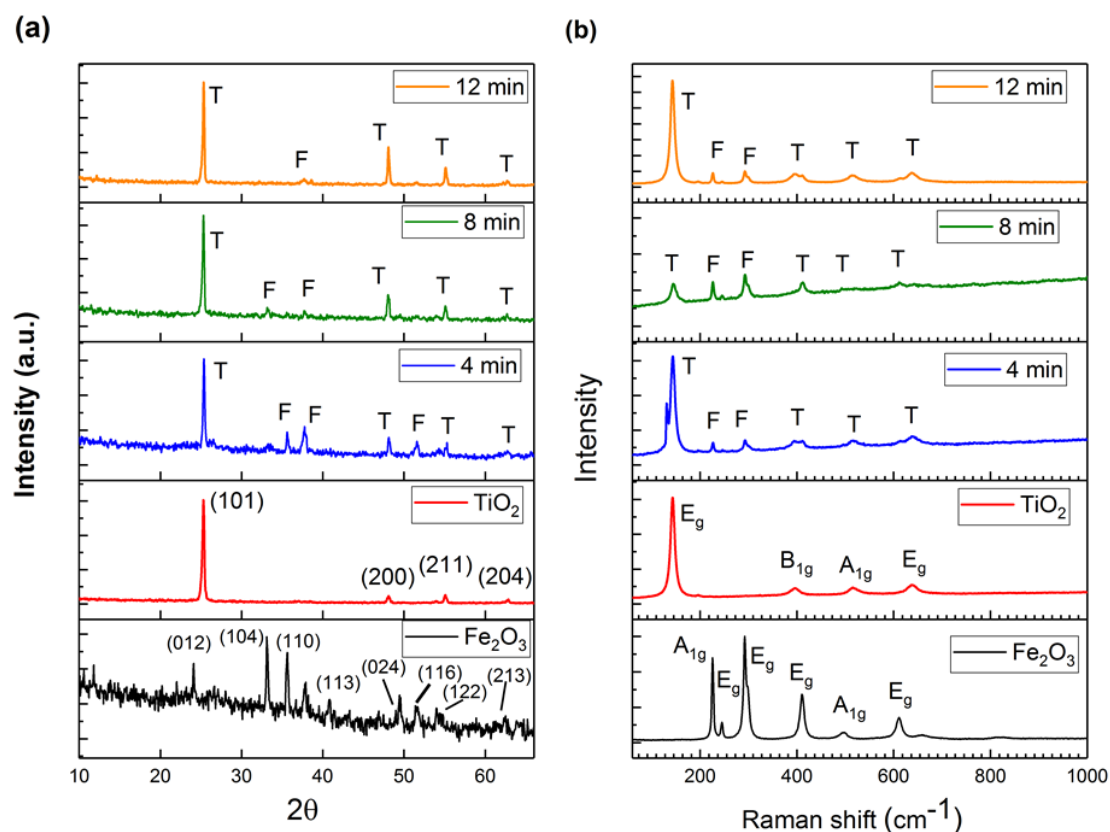 (a)
12 min
T
F
T
T
T
8 min
T
F
F
T
T
T
4 min
T
F
F
T
F
T
T
TiO₂
(101)
(200)
(211)
(204)
Fe₂O₃
(012)
(104)
(110)
(113)
(024)
(116)
(122)
(213)
10 20 30 40 50 60
2θ
Intensity (a.u.)
(b)
12 min
T
F
F
T
T
T
8 min
T
F
F
T
T
T
4 min
T
F
F
T
T
T
TiO₂
Eg
B1g
A1g
Eg
Fe₂O₃
A1g
Eg
Eg
Eg
A1g
Eg
200 400 600 800 1000
Raman shift (cm⁻¹)
Intensity